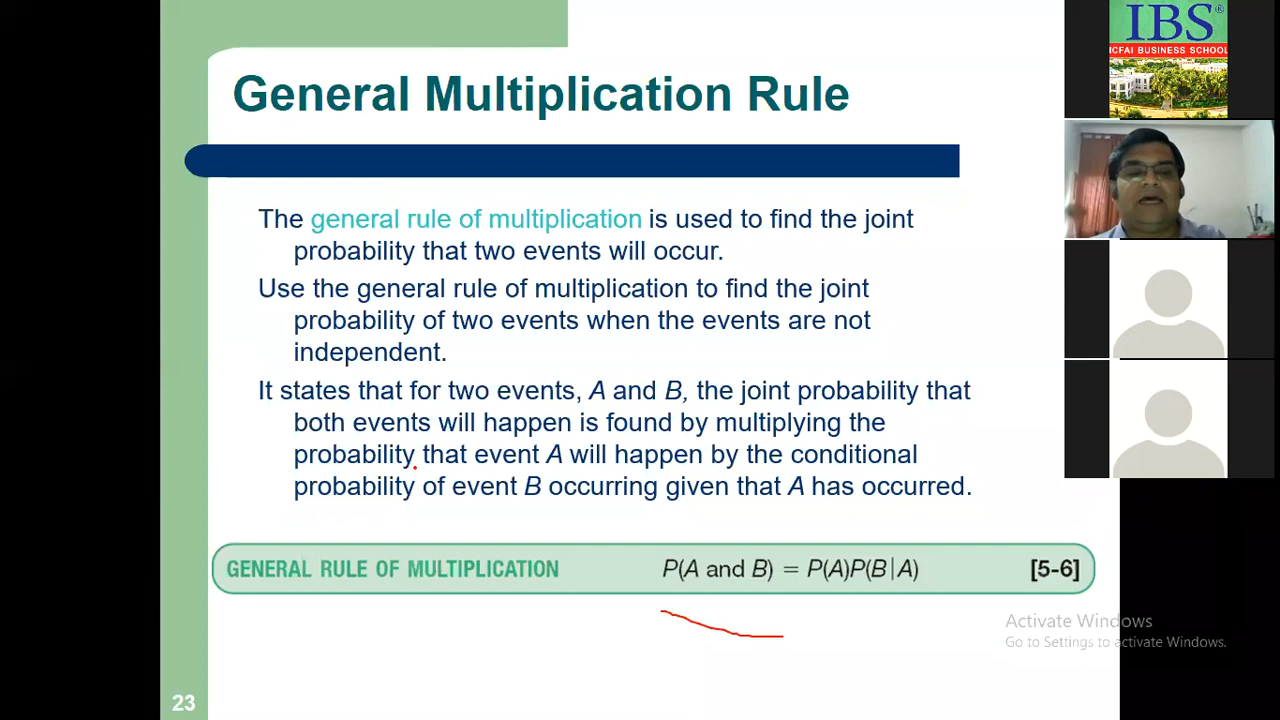 General Multiplication Rule
The general rule of multiplication is used to find the joint
probability that two events will occur.
Use the general rule of multiplication to find the joint
probability of two events when the events are not
independent.
It states that for two events, A and B, the joint probability that
both events will happen is found by multiplying the
probability that event A will happen by the conditional
probability of event B occurring given that A has occurred.
GENERAL RULE OF MULTIPLICATION P(A and B) = P(A)P(B|A) [5-6]
Activate Windows
Go to Settings to activate Windows.
23
IBS®
ICFAI BUSINESS SCHOOL